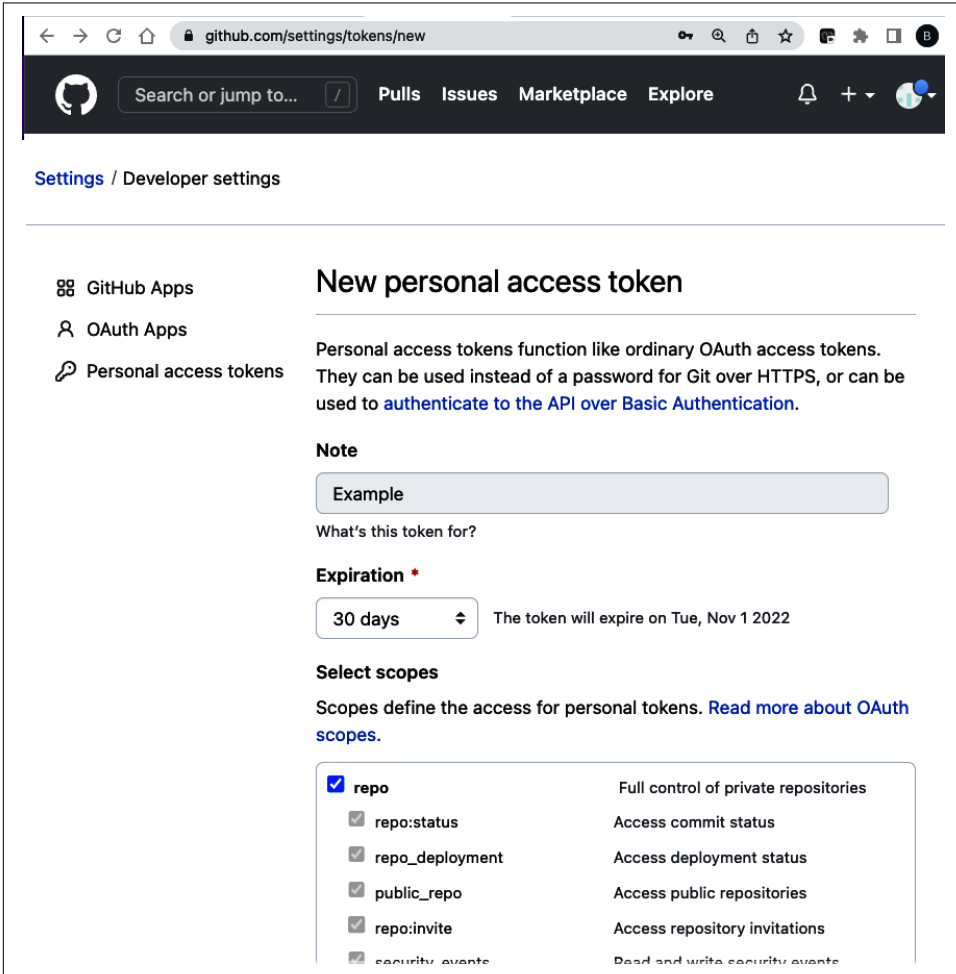 github.com/settings/tokens/new
B
Search or jump to... /
Pulls Issues Marketplace Explore
Settings / Developer settings
GitHub Apps
OAuth Apps
Personal access tokens
New personal access token
Personal access tokens function like ordinary OAuth access tokens.
They can be used instead of a password for Git over HTTPS, or can be
used to authenticate to the API over Basic Authentication.
Note
Example
What's this token for?
Expiration *
30 days The token will expire on Tue, Nov 1 2022
Select scopes
Scopes define the access for personal tokens. Read more about OAuth
scopes.
repo Full control of private repositories
repo:status Access commit status
repo_deployment Access deployment status
public_repo Access public repositories
repo:invite Access repository invitations
security_events Read and write security events